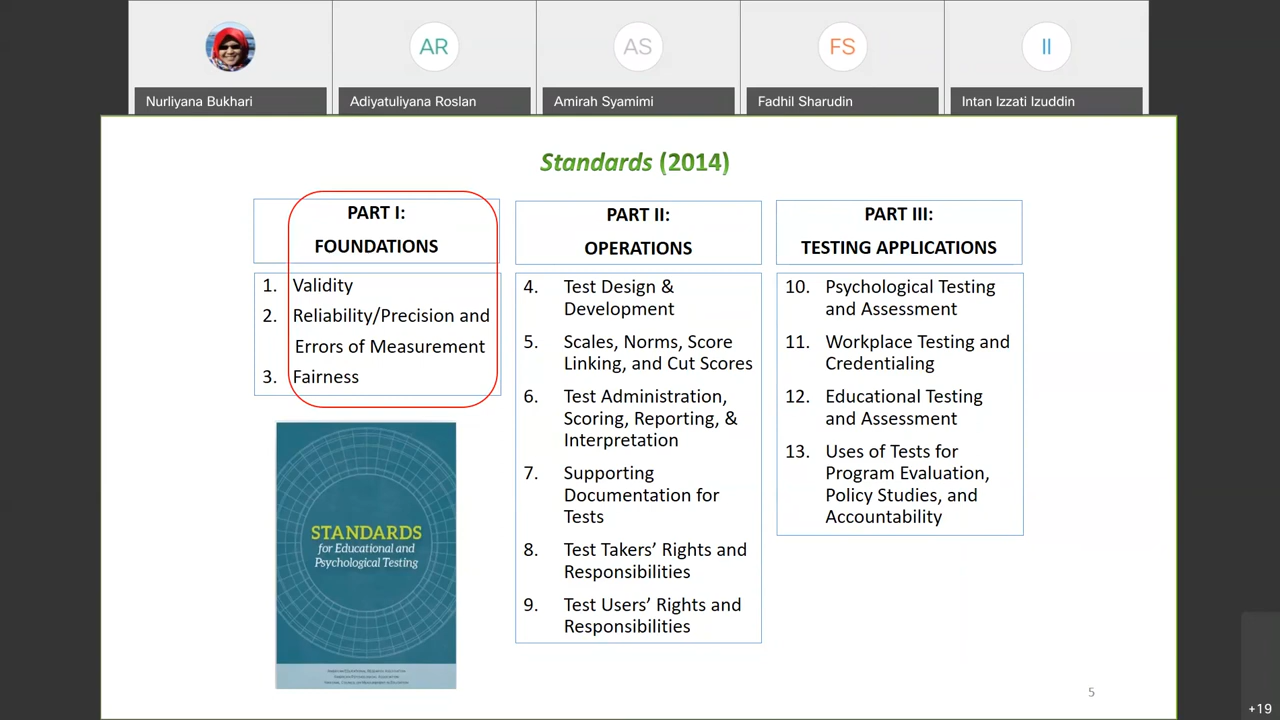 AR
AS
FS
II
Nurliyana Bukhari
Adiyatuliyana Roslan
Amirah Syamimi
Fadhil Sharudin
Intan Izzati Izuddin
Standards (2014)
PART I:
FOUNDATIONS
1. Validity
2. Reliability/Precision and
Errors of Measurement
3. Fairness
STANDARDS
for Educational and
Psychological Testing
PART II:
OPERATIONS
4. Test Design &
Development
5. Scales, Norms, Score
Linking, and Cut Scores
6. Test Administration,
Scoring, Reporting, &
Interpretation
7. Supporting
Documentation for
Tests
8. Test Takers’ Rights and
Responsibilities
9. Test Users’ Rights and
Responsibilities
PART III:
TESTING APPLICATIONS
10. Psychological Testing
and Assessment
11. Workplace Testing and
Credentialing
12. Educational Testing
and Assessment
13. Uses of Tests for
Program Evaluation,
Policy Studies, and
Accountability
5
+19